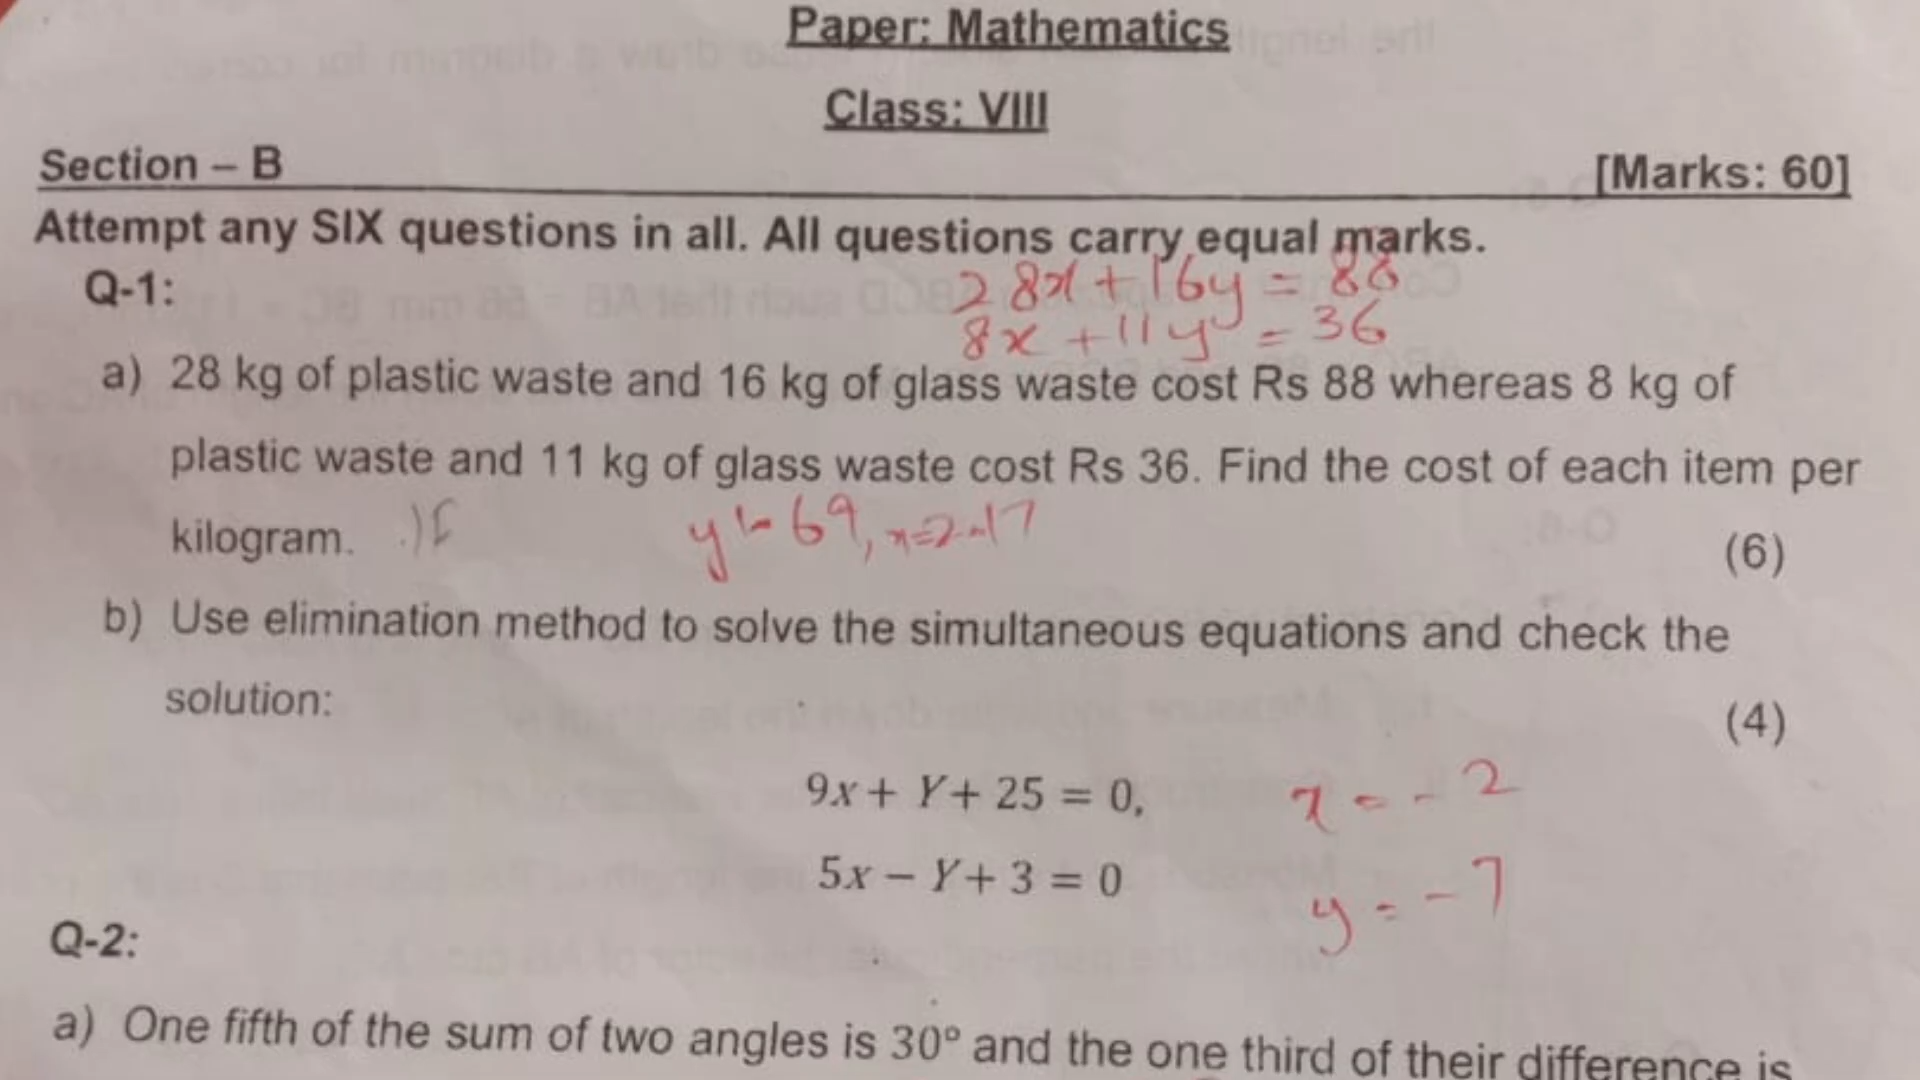 Paper: Mathematics
Class: VIII
Section – B [Marks: 60]
Attempt any SIX questions in all. All questions carry equal marks.
Q-1:
28x + 16y = 88
8x + 11y = 36
a) 28 kg of plastic waste and 16 kg of glass waste cost Rs 88 whereas 8 kg of
plastic waste and 11 kg of glass waste cost Rs 36. Find the cost of each item per
kilogram. (6)
b) Use elimination method to solve the simultaneous equations and check the
solution: (4)
9x + Y + 25 = 0, x = - 2
5x – Y + 3 = 0 y = - 7
Q-2:
a) One fifth of the sum of two angles is 30° and the one third of their difference is